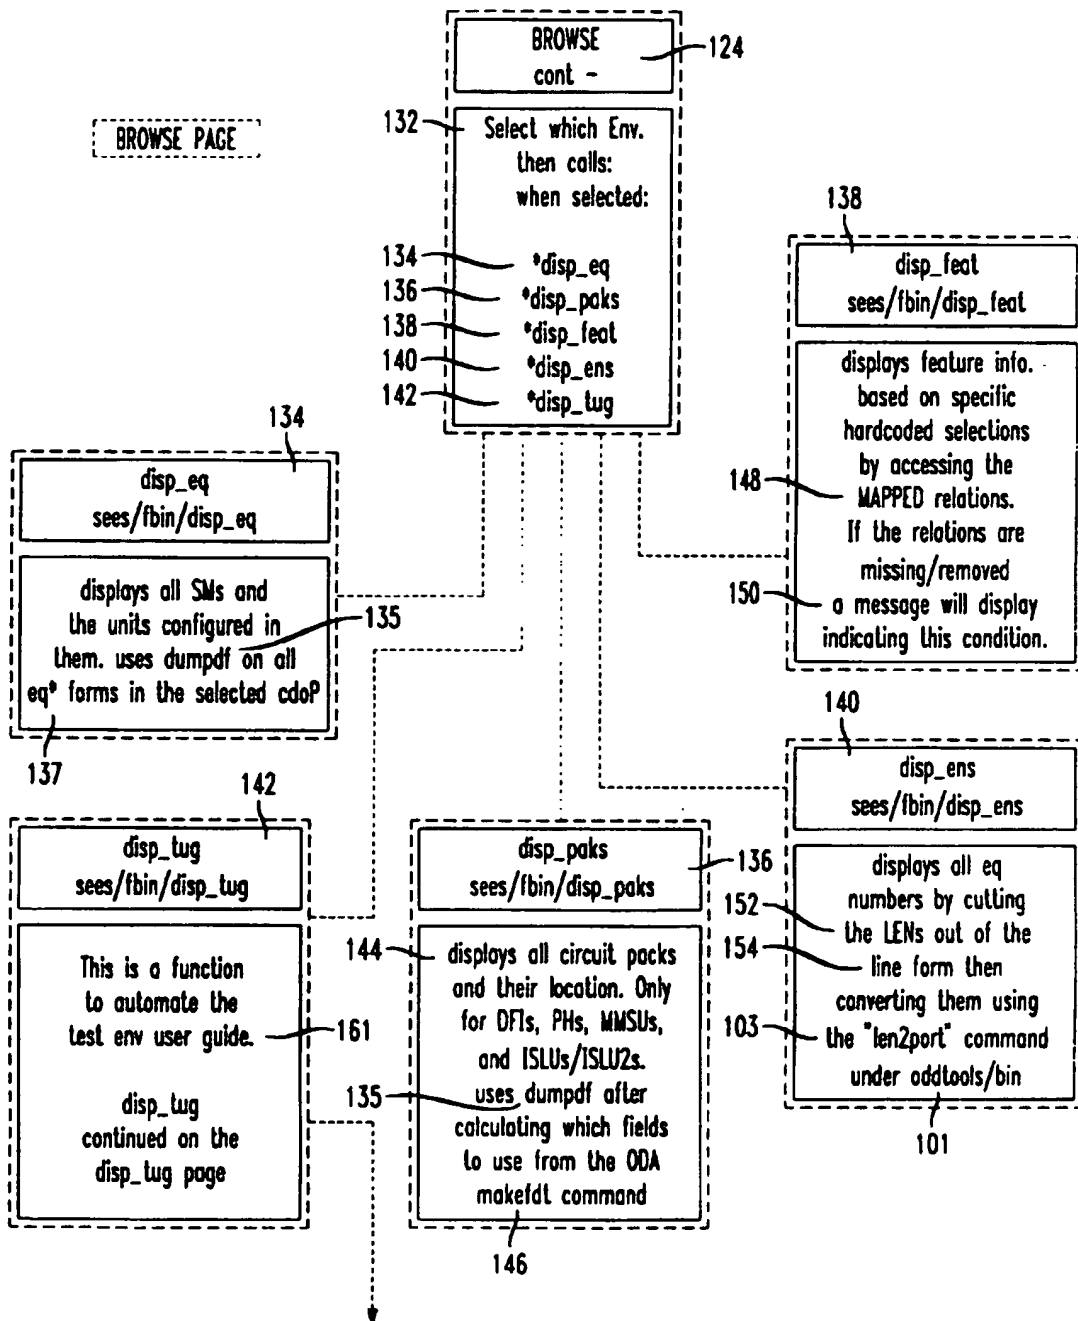 BROWSE
cont -
124
BROWSE PAGE
132
Select which Env.
then calls:
when selected:
134
*disp_eq
136
*disp_paks
138
*disp_feat
140
*disp_ens
142
*disp_tug
138
disp_feat
sees/fbin/disp_feat
displays feature info.
based on specific
hardcoded selections
by accessing the
148
MAPPED relations.
If the relations are
missing/removed
150
a message will display
indicating this condition.
134
disp_eq
sees/fbin/disp_eq
displays all SMs and
the units configured in
135
them. uses dumpdf on all
eq* forms in the selected cdoP
137
140
disp_ens
sees/fbin/disp_ens
displays all eq
numbers by cutting
152
the LENs out of the
154
line form then
converting them using
103
the "len2port" command
under oddtools/bin
101
142
disp_tug
sees/fbin/disp_tug
This is a function
to automate the
test env user guide.
161
disp_tug
continued on the
disp_tug page
disp_paks
136
sees/fbin/disp_paks
144
displays all circuit packs
and their location. Only
for DFIs, PHs, MMSUs,
and ISLUs/ISLU2s.
135
uses dumpdf after
calculating which fields
to use from the ODA
makefdt command
146